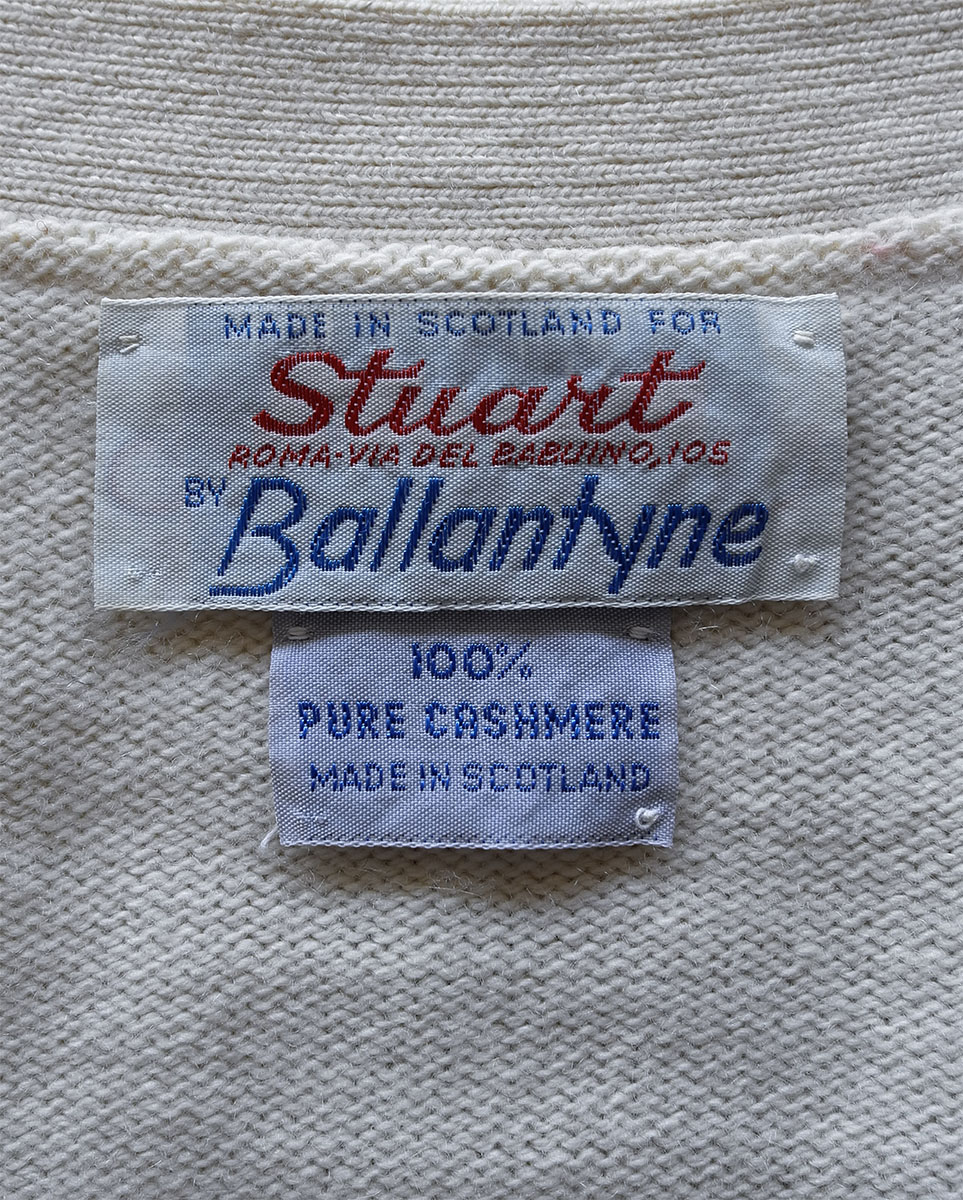 MADE IN SCOTLAND FOR
Stuart
ROMA-VIA DEL BABUINO, 105
BY Ballantyne
100%
PURE CASHMERE
MADE IN SCOTLAND